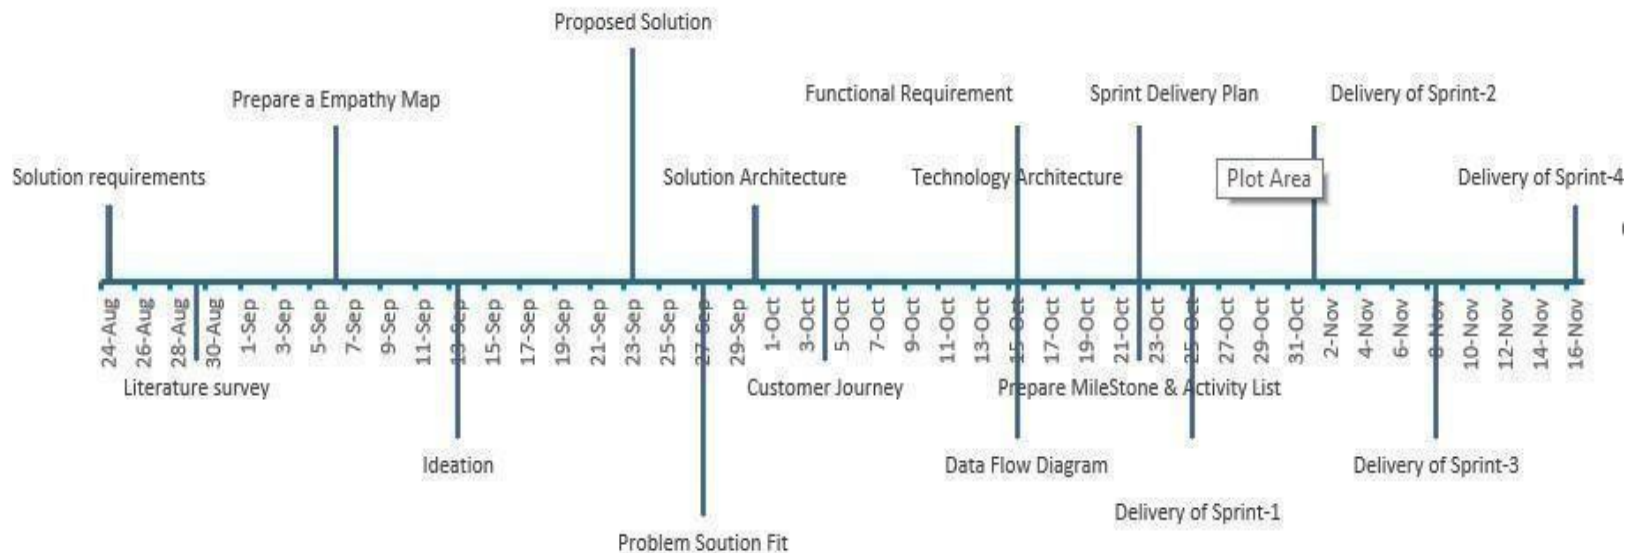 Proposed Solution
Prepare a Empathy Map
Functional Requirement
Sprint Delivery Plan
Delivery of Sprint-2
Solution requirements
Solution Architecture
Technology Architecture
Plot Area
Delivery of Sprint-4
24-Aug
26-Aug
28-Aug
30-Aug
1-Sep
3-Sep
5-Sep
7-Sep
9-Sep
11-Sep
13-Sep
15-Sep
17-Sep
19-Sep
21-Sep
23-Sep
25-Sep
27-Sep
29-Sep
1-Oct
3-Oct
5-Oct
7-Oct
9-Oct
11-Oct
13-Oct
15-Oct
17-Oct
19-Oct
21-Oct
23-Oct
25-Oct
27-Oct
29-Oct
31-Oct
2-Nov
4-Nov
6-Nov
8-Nov
10-Nov
12-Nov
14-Nov
16-Nov
Literature survey
Customer Journey
Prepare MileStone & Activity List
Ideation
Data Flow Diagram
Delivery of Sprint-3
Delivery of Sprint-1
Problem Soution Fit